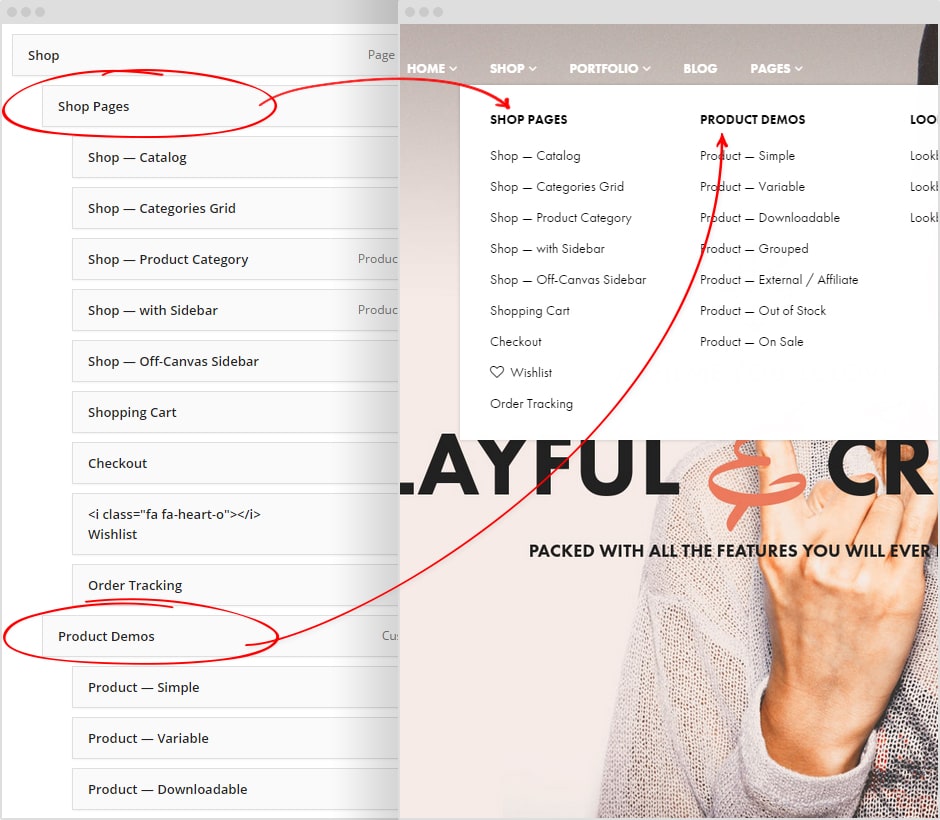 Shop Page
Shop Pages
Shop — Catalog
Shop — Categories Grid
Shop — Product Category Produc
Shop — with Sidebar Produc
Shop — Off-Canvas Sidebar
Shopping Cart
Checkout
<i class="fa fa-heart-o"></i>
Wishlist
Order Tracking
Product Demos Cus
Product — Simple
Product — Variable
Product — Downloadable
HOME SHOP PORTFOLIO BLOG PAGES
SHOP PAGES
Shop — Catalog
Shop — Categories Grid
Shop — Product Category
Shop — with Sidebar
Shop — Off-Canvas Sidebar
Shopping Cart
Checkout
Wishlist
Order Tracking
PRODUCT DEMOS
Product — Simple
Product — Variable
Product — Downloadable
Product — Grouped
Product — External / Affiliate
Product — Out of Stock
Product — On Sale
LOO
Lookb
Lookb
Lookb
LAYFUL & CR
PACKED WITH ALL THE FEATURES YOU WILL EVER